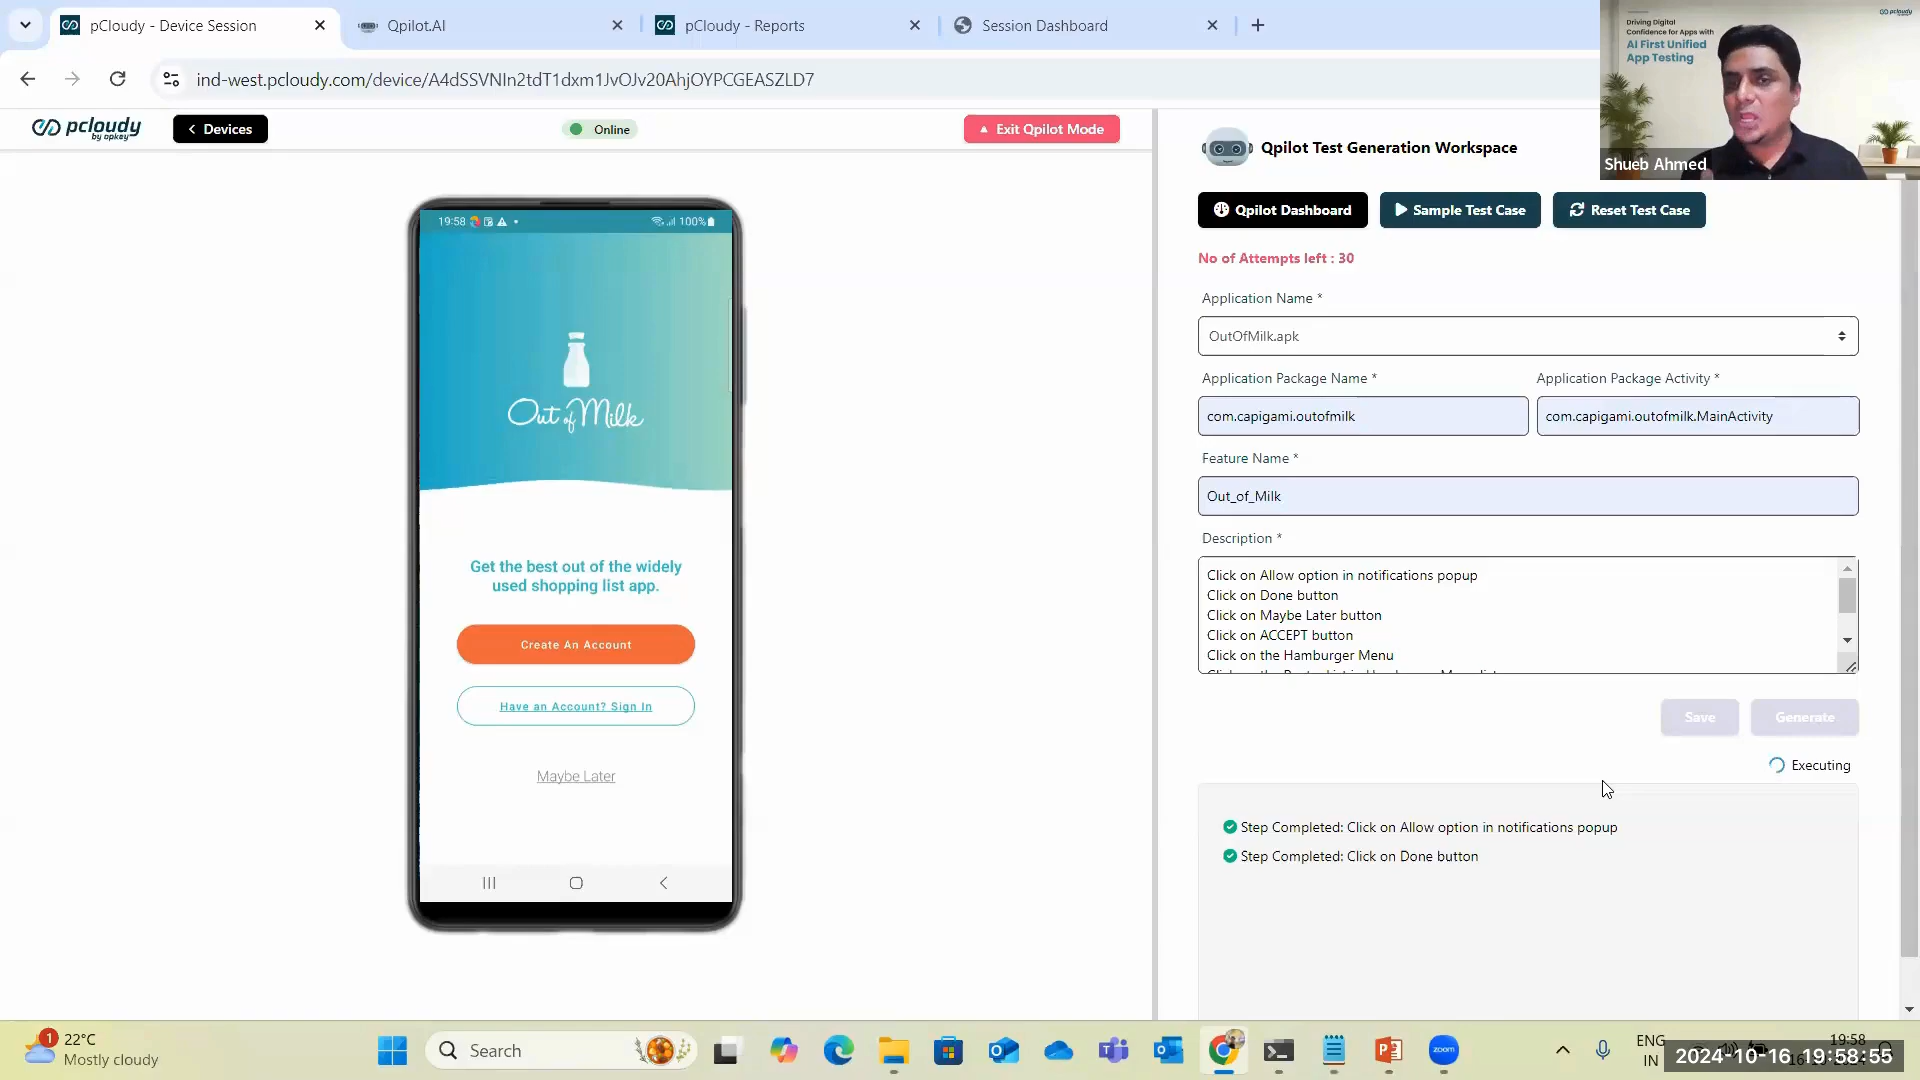 pCloudy - Device Session
Qpilot.AI
pCloudy - Reports
Session Dashboard
ind-west.pcloudy.com/device/A4dSSVNIn2tdT1dxm1JvOJv20AhjOYPCGEASZLD7
pcloudy
by opkey
Devices
Online
Exit Qpilot Mode
19:58
100%
Out of Milk
Get the best out of the widely
used shopping list app.
Create An Account
Have an Account? Sign In
Maybe Later
Qpilot Test Generation Workspace
Qpilot Dashboard
Sample Test Case
Reset Test Case
No of Attempts left : 30
Application Name *
OutOfMilk.apk
Application Package Name *
Application Package Activity *
com.capigami.outofmilk
com.capigami.outofmilk.MainActivity
Feature Name *
Out_of_Milk
Description *
Click on Allow option in notifications popup
Click on Done button
Click on Maybe Later button
Click on ACCEPT button
Click on the Hamburger Menu
Save
Generate
Executing
Step Completed: Click on Allow option in notifications popup
Step Completed: Click on Done button
Driving Digital
Confidence for Apps with
AI First Unified
App Testing
pcloudy
Shueb Ahmed
1
22°C
Mostly cloudy
Search
zoom
ENG
IN
19:58
2024-10-16 19:58:55